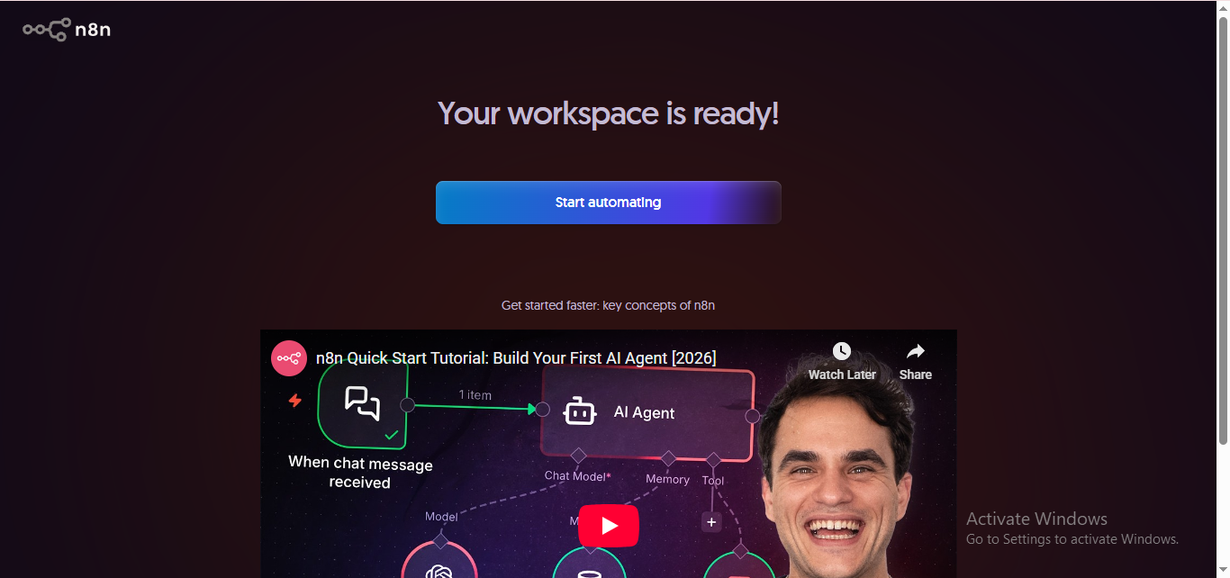 n8n
Your workspace is ready!
Start automating
Get started faster: key concepts of n8n
n8n Quick Start Tutorial: Build Your First AI Agent [2026]
Watch Later
Share
1 item
AI Agent
When chat message
received
Chat Model*
Memory
Tool
Model
M
+
Activate Windows
Go to Settings to activate Windows.